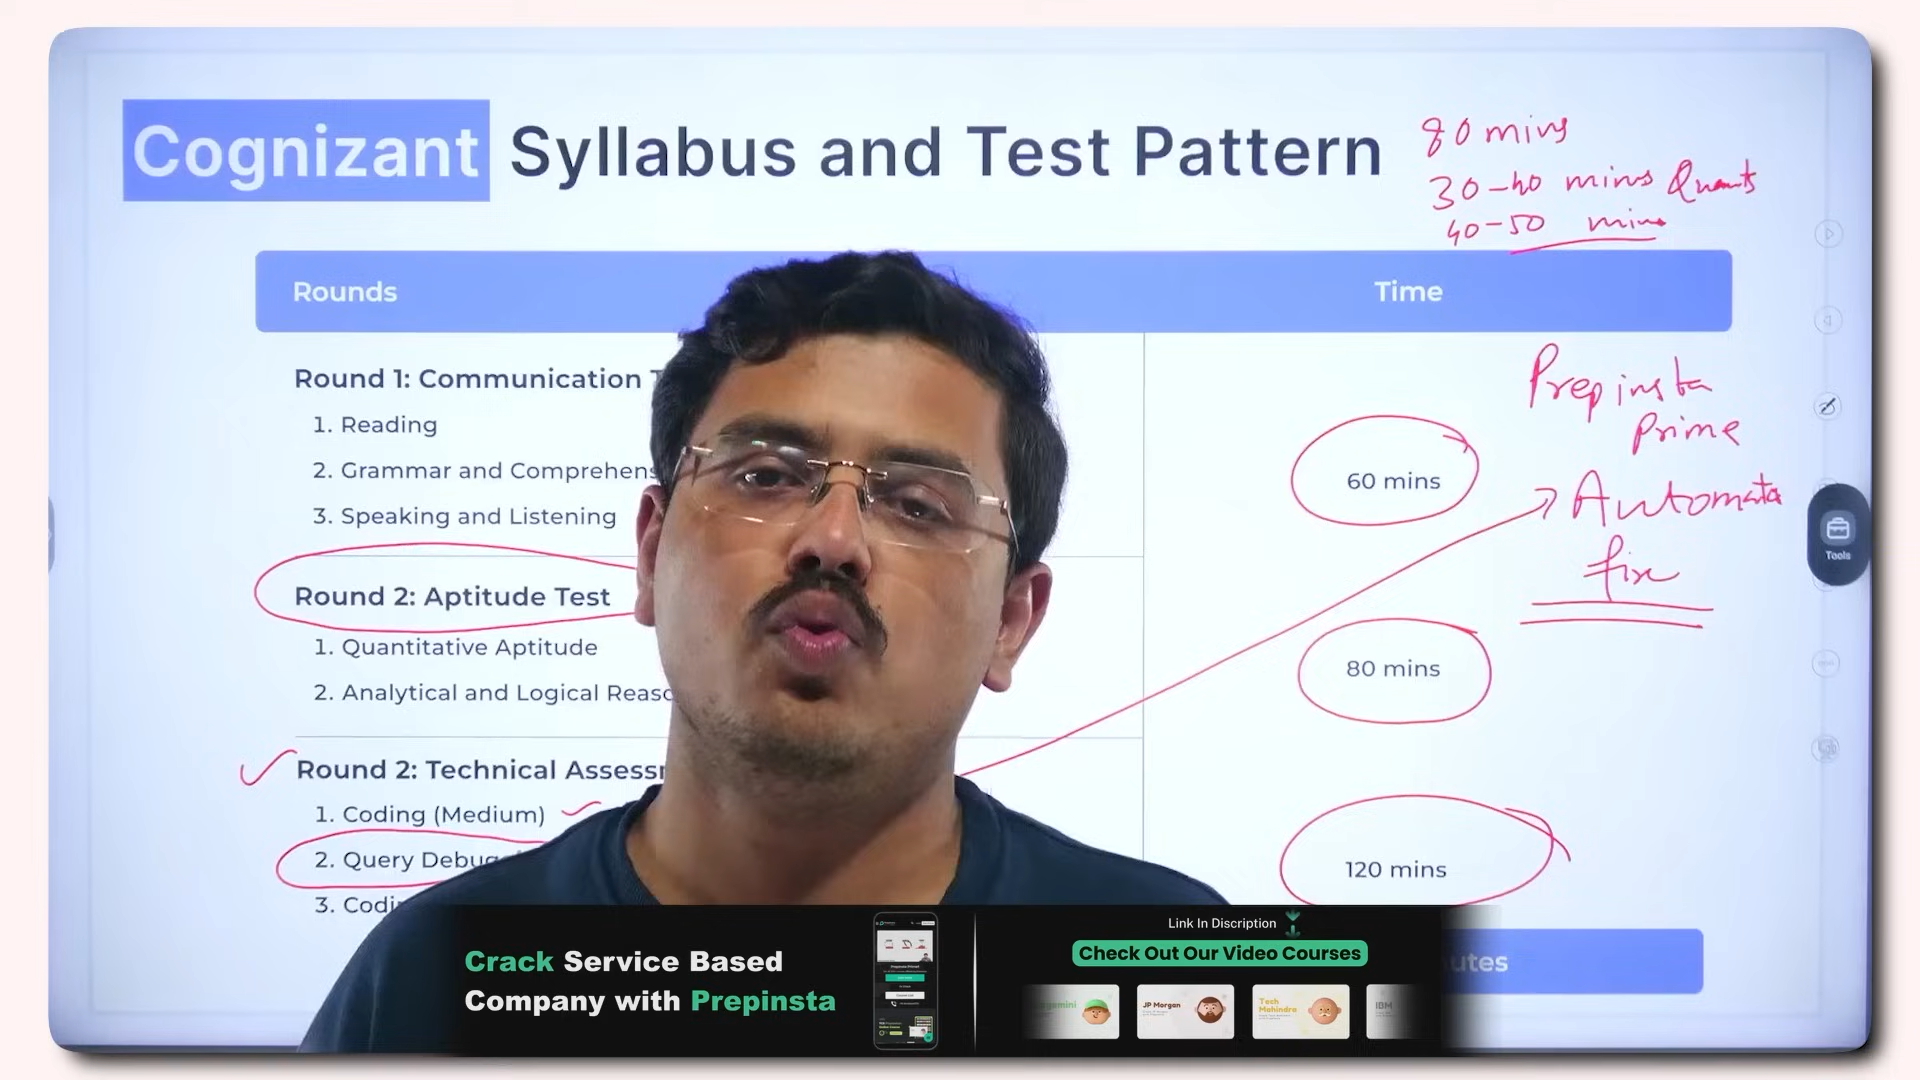 Cognizant Syllabus and Test Pattern
80 mins
30-40 mins Quants
40-50 mins
Rounds
Time
Round 1: Communication
1. Reading
2. Grammar and Comprehens
3. Speaking and Listening
60 mins
Prepinsta
Prime
Automata
fix
Round 2: Aptitude Test
1. Quantitative Aptitude
2. Analytical and Logical Reaso
80 mins
Round 2: Technical Assess
1. Coding (Medium)
2. Query Debug
3. Codi
120 mins
Tools
utes
Crack Service Based
Company with Prepinsta
Link In Discription
Check Out Our Video Courses
gemini
JP Morgan
Tech
Mahindra
IBM